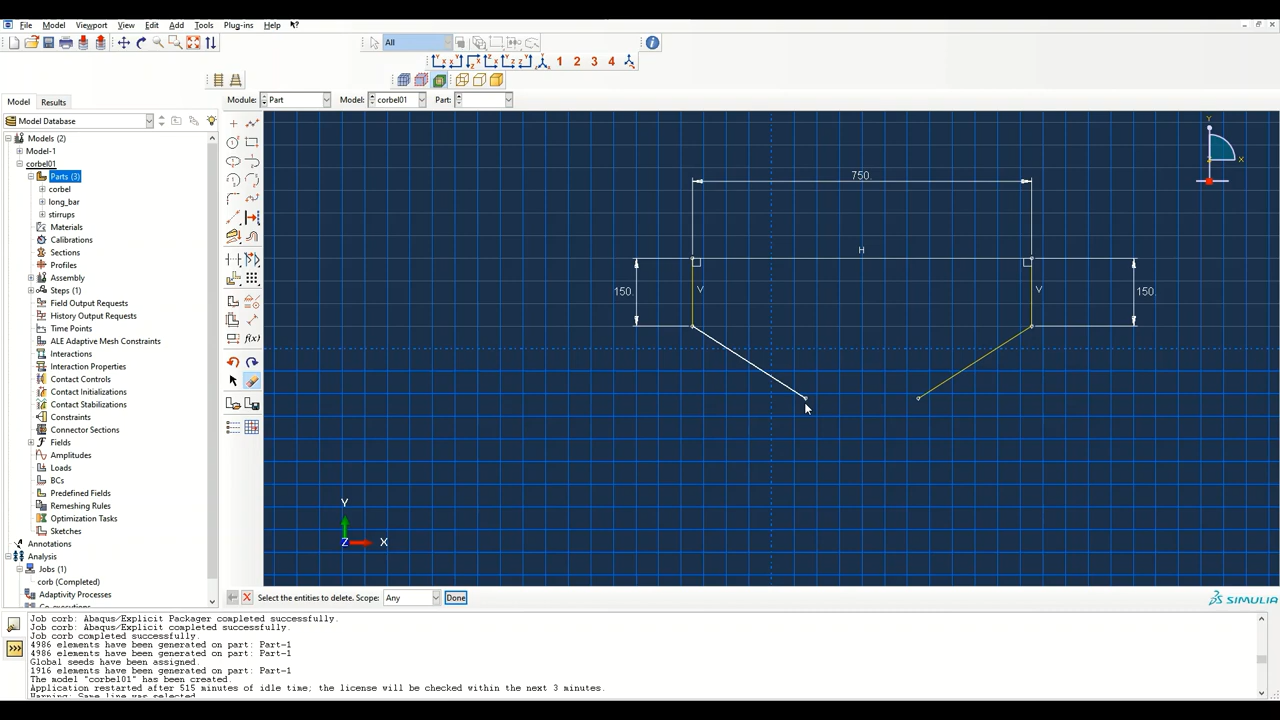 File Model Viewport View Edit Add Tools Plug-ins Help
All
1 2 3 4
Model Results
Module: Part Model: corbel01 Part:
Model Database
Models (2)
Model-1
corbel01
Parts (3)
corbel
long_bar
stirrups
Materials
Calibrations
Sections
Profiles
Assembly
Steps (1)
Field Output Requests
History Output Requests
Time Points
ALE Adaptive Mesh Constraints
Interactions
Interaction Properties
Contact Controls
Contact Initializations
Contact Stabilizations
Constraints
Connector Sections
Fields
Amplitudes
Loads
BCs
Predefined Fields
Remeshing Rules
Optimization Tasks
Sketches
Annotations
Analysis
Jobs (1)
corb (Completed)
Adaptivity Processes
f(x)
750.
H
150.
V
V
150.
Y
X
Y
Z X
Select the entities to delete. Scope: Any Done
SIMULIA
Job corb: Abaqus/Explicit Packager completed successfully.
Job corb: Abaqus/Explicit completed successfully.
Job corb completed successfully.
4986 elements have been generated on part: Part-1
4986 elements have been generated on part: Part-1
Global seeds have been assigned.
1916 elements have been generated on part: Part-1
The model "corbel01" has been created.
Application restarted after 515 minutes of idle time; the license will be checked within the next 3 minutes.